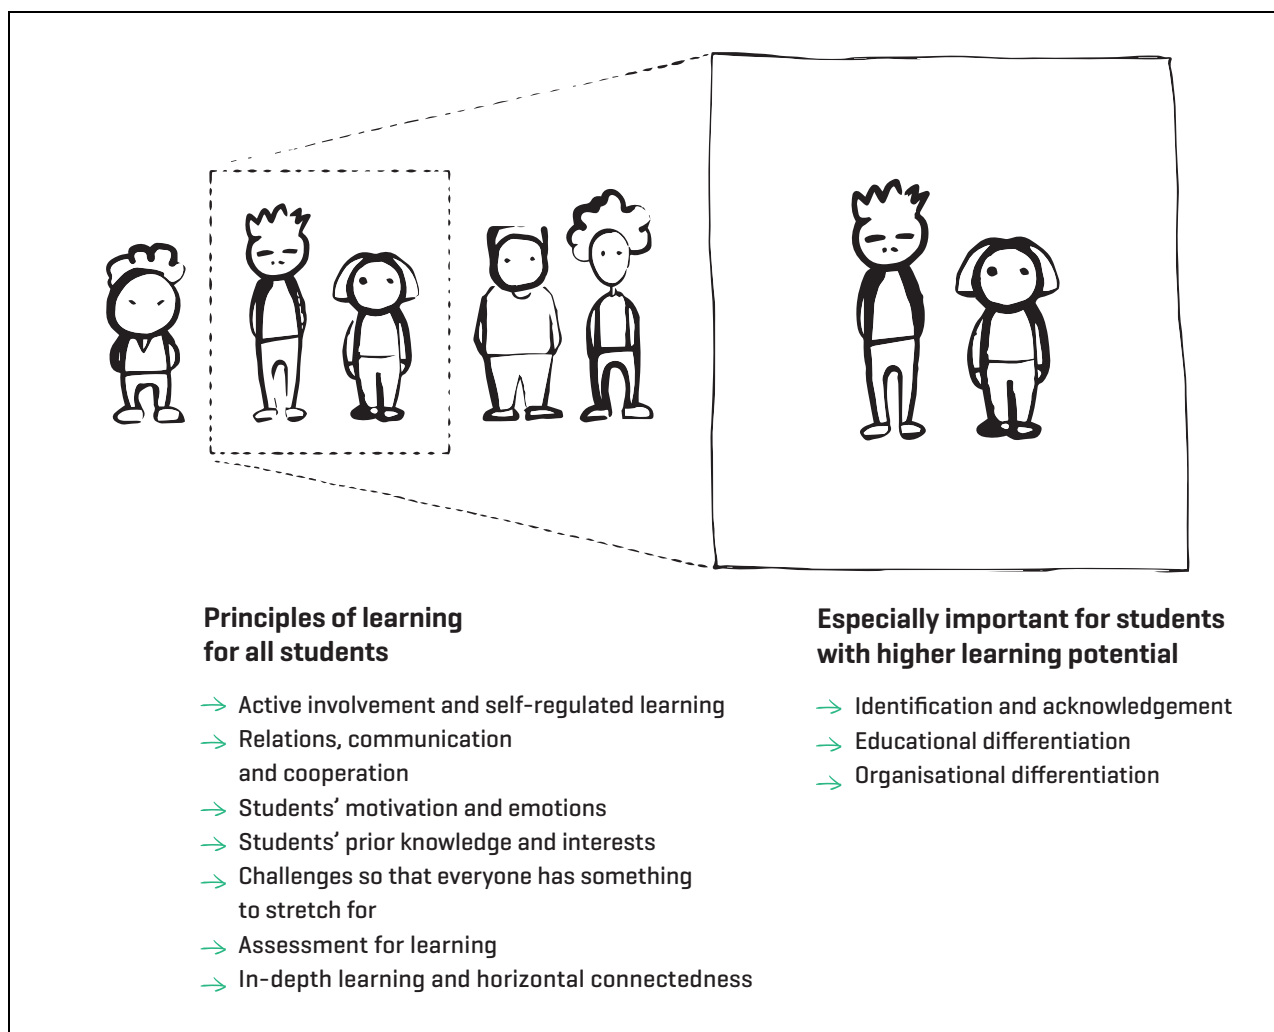 Principles of learning
for all students
→ Active involvement and self-regulated learning
→ Relations, communication
and cooperation
→ Students’ motivation and emotions
→ Students’ prior knowledge and interests
→ Challenges so that everyone has something
to stretch for
→ Assessment for learning
→ In-depth learning and horizontal connectedness
Especially important for students
with higher learning potential
→ Identification and acknowledgement
→ Educational differentiation
→ Organisational differentiation